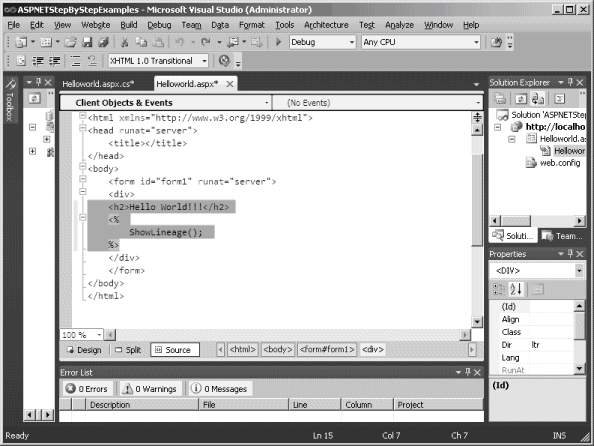 ASPNETStepByStepExamples - Microsoft Visual Studio (Administrator)
File Edit View Website Build Debug Team Data Format Tools Architecture Test Analyze Window Help
Debug Any CPU
XHTML 1.0 Transitional
Toolbox
Helloworld.aspx.cs* Helloworld.aspx*
Client Objects & Events (No Events)
<html xmlns="http://www.w3.org/1999/xhtml">
<head runat="server">
<title></title>
</head>
<body>
<form id="form1" runat="server">
<div>
<h2>Hello World!!!</h2>
<%
ShowLineage();
%>
</div>
</form>
</body>
</html>
100 %
Design Split Source <html> <body> <form#form1> <div>
Solution Explorer
Solution 'ASPNETSte
http://localho
Helloworld.as
Hellowor
web.config
Soluti... Team...
Properties
<DIV>
(Id)
Align
Class
Dir ltr
Lang
RunAt
(Id)
Error List
0 Errors 0 Warnings 0 Messages
Description File Line Column Project
Ready Ln 15 Col 7 Ch 7 INS